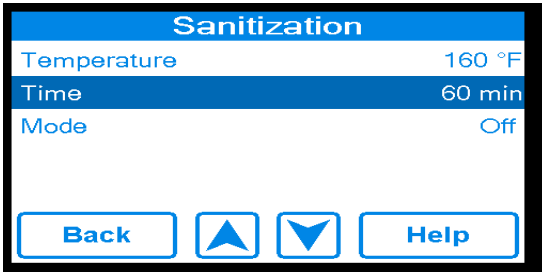 Sanitization
Temperature 160 °F
Time 60 min
Mode Off
Back Help